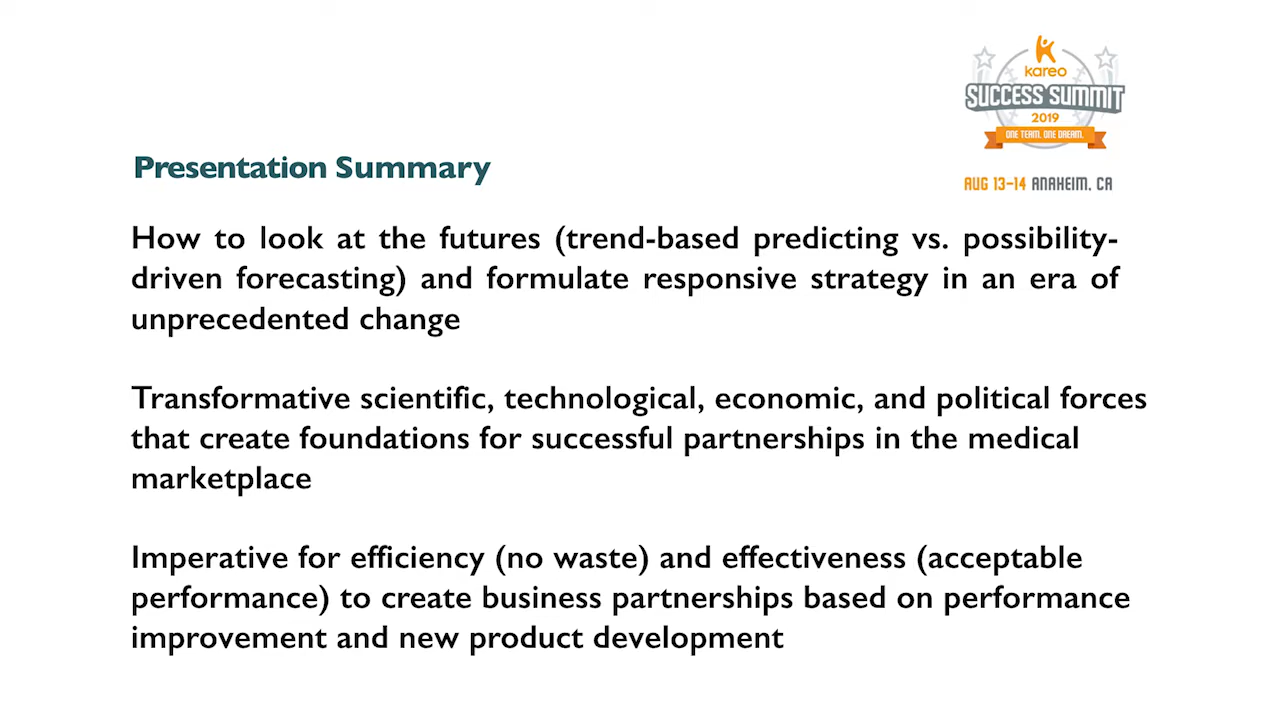 kareo
SUCCESS SUMMIT
2019
ONE TEAM. ONE DREAM.
AUG 13-14 ANAHEIM, CA
Presentation Summary
How to look at the futures (trend-based predicting vs. possibility-
driven forecasting) and formulate responsive strategy in an era of
unprecedented change
Transformative scientific, technological, economic, and political forces
that create foundations for successful partnerships in the medical
marketplace
Imperative for efficiency (no waste) and effectiveness (acceptable
performance) to create business partnerships based on performance
improvement and new product development